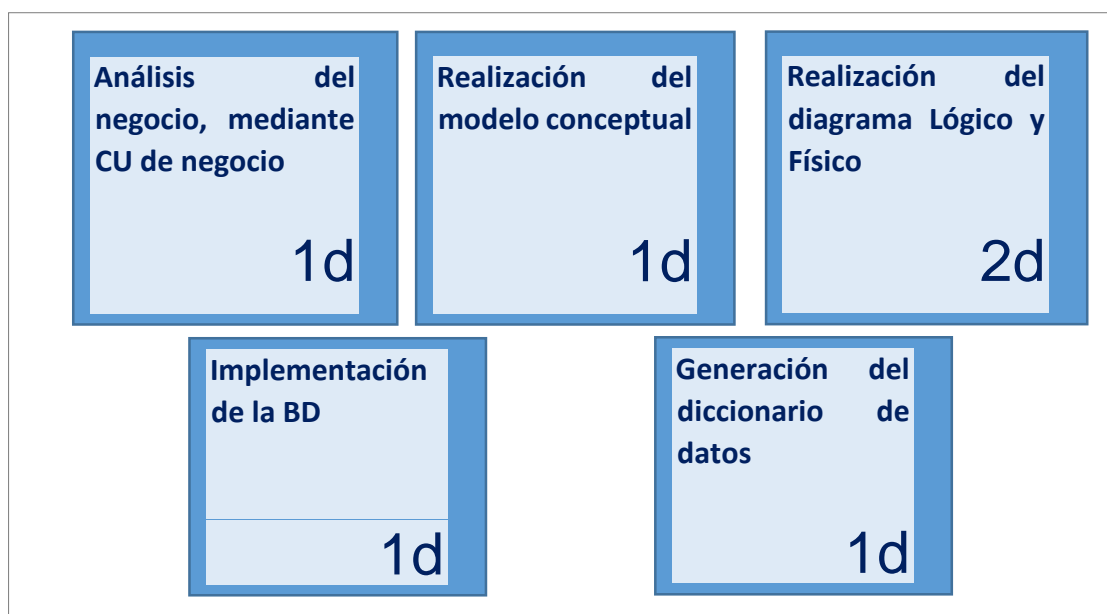 Análisis del
negocio, mediante
CU de negocio
1d
Realización del
modelo conceptual
1d
Realización del
diagrama Lógico y
Físico
2d
Implementación
de la BD
1d
Generación del
diccionario de
datos
1d